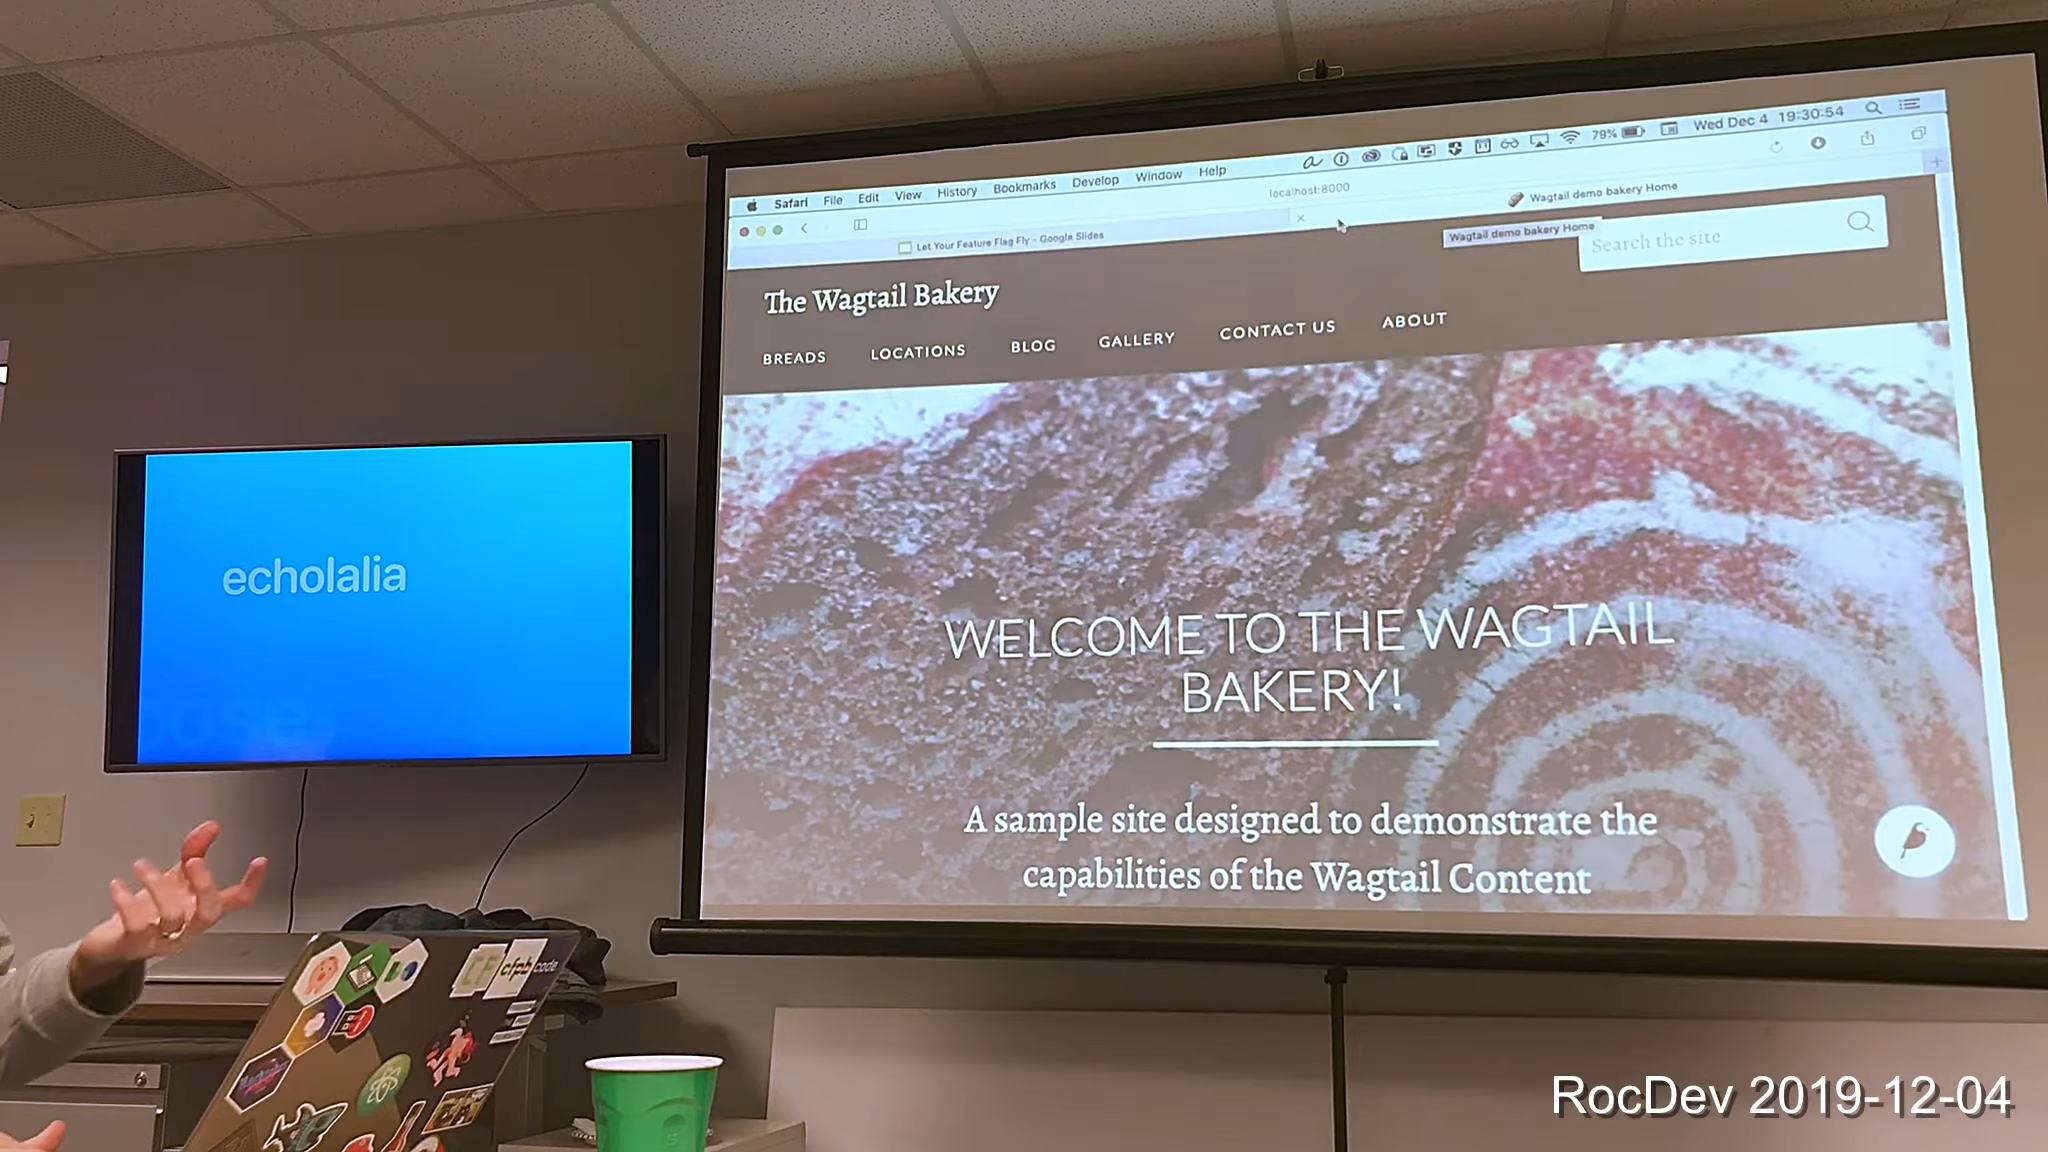 Safari File Edit View History Bookmarks Develop Window Help 79% Wed Dec 4 19:30:54
localhost:8000
Let Your Feature Flag Fly - Google Slides
Wagtail demo bakery Home
Wagtail demo bakery Home
The Wagtail Bakery
Search the site
BREADS LOCATIONS BLOG GALLERY CONTACT US ABOUT
WELCOME TO THE WAGTAIL
BAKERY!
A sample site designed to demonstrate the
capabilities of the Wagtail Content
echolalia
CF cfpb code
RocDev 2019-12-04